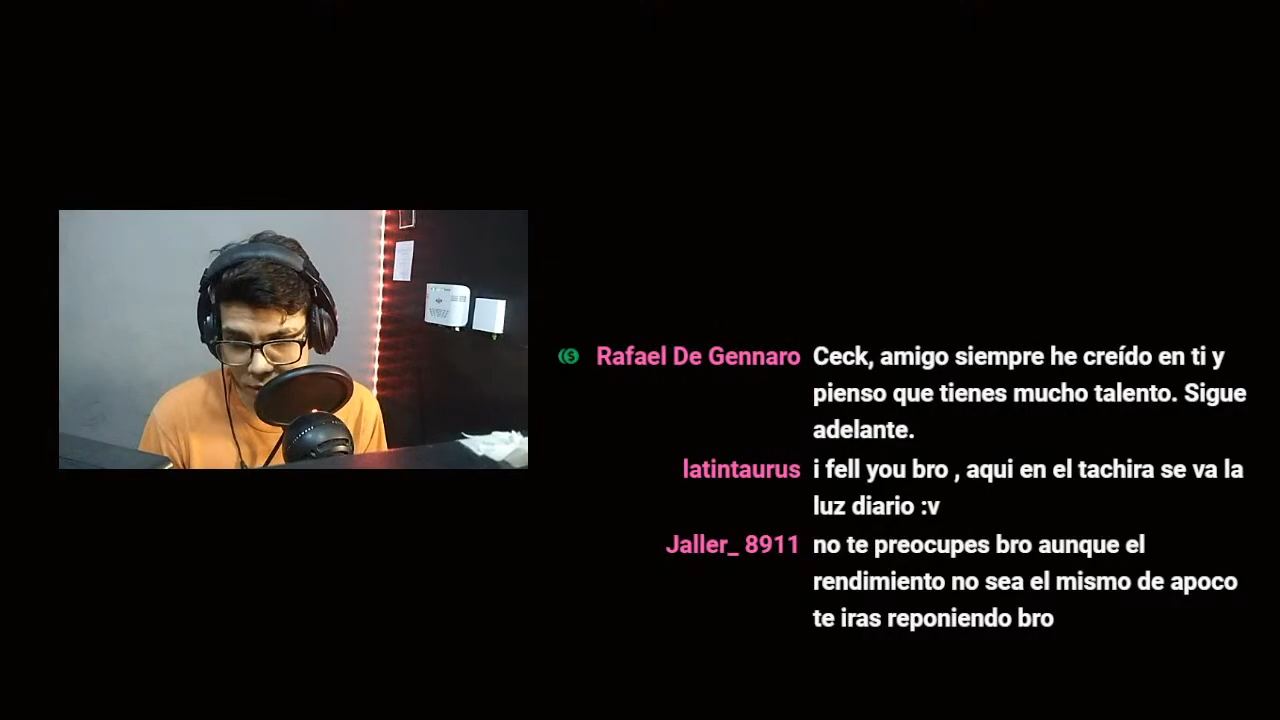 Rafael De Gennaro Ceck, amigo siempre he creído en ti y
pienso que tienes mucho talento. Sigue
adelante.
latintaurus i fell you bro , aqui en el tachira se va la
luz diario :v
Jaller_ 8911 no te preocupes bro aunque el
rendimiento no sea el mismo de apoco
te iras reponiendo bro